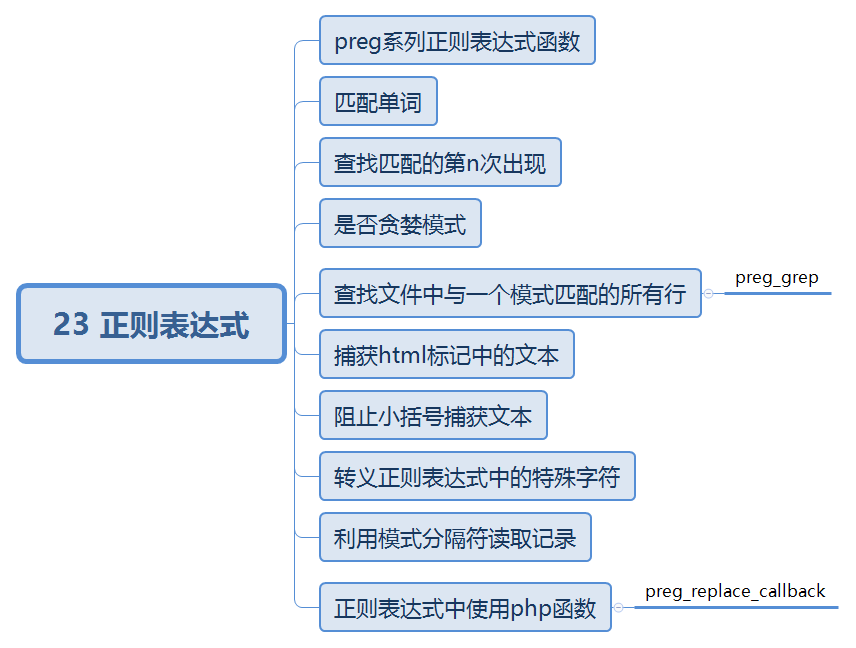 23 正则表达式
preg系列正则表达式函数
匹配单词
查找匹配的第n次出现
是否贪婪模式
查找文件中与一个模式匹配的所有行
preg_grep
捕获html标记中的文本
阻止小括号捕获文本
转义正则表达式中的特殊字符
利用模式分隔符读取记录
正则表达式中使用php函数
preg_replace_callback